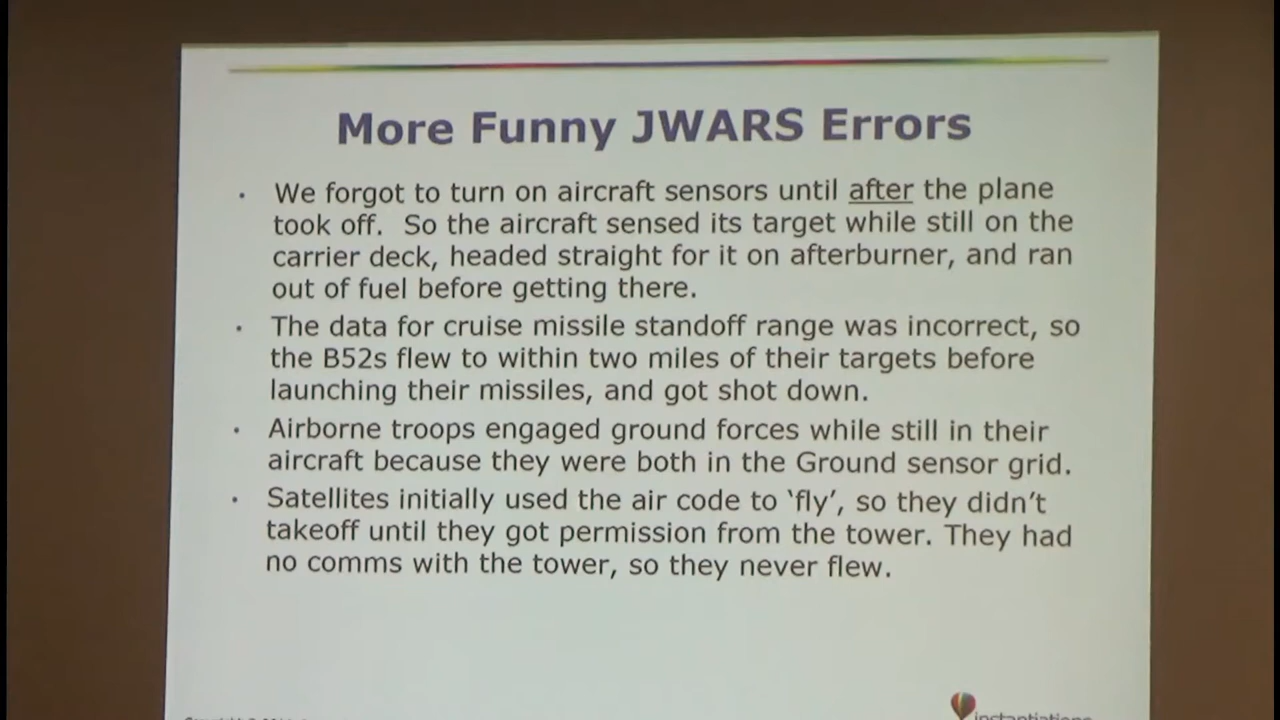 More Funny JWARS Errors
• We forgot to turn on aircraft sensors until after the plane
took off. So the aircraft sensed its target while still on the
carrier deck, headed straight for it on afterburner, and ran
out of fuel before getting there.
• The data for cruise missile standoff range was incorrect, so
the B52s flew to within two miles of their targets before
launching their missiles, and got shot down.
• Airborne troops engaged ground forces while still in their
aircraft because they were both in the Ground sensor grid.
• Satellites initially used the air code to ‘fly’, so they didn’t
takeoff until they got permission from the tower. They had
no comms with the tower, so they never flew.
instantiations